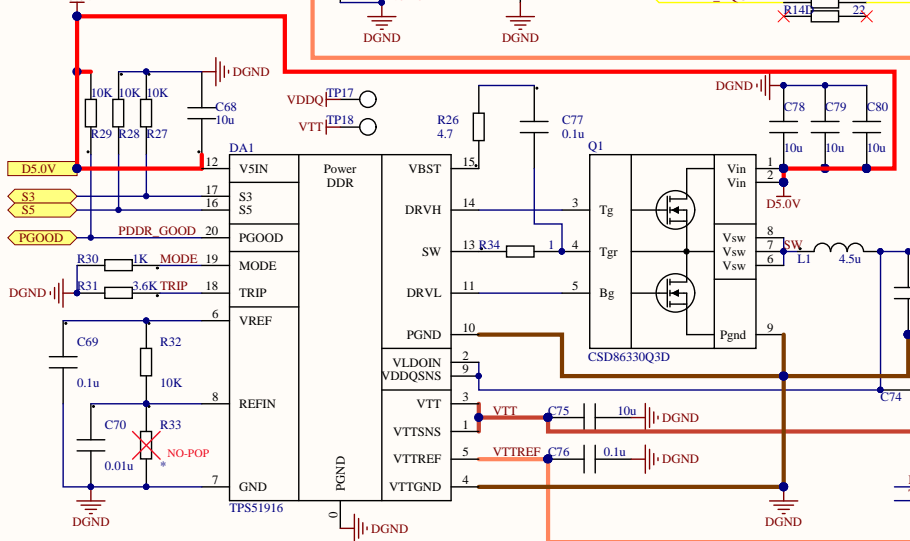 R14D 22
DGND DGND
10K 10K 10K DGND
R29 R28 R27 C68
10u
VDDQ TP17
VTT TP18
R26
4.7
C77
0.1u
DGND C78 C79 C80
10u 10u 10u
D5.0V
DA1
Power
DDR
Q1
D5.0V 12 V5IN
S3 17 S3
S5 16 S5
PGOOD PDDR_GOOD 20 PGOOD
R30 1K MODE 19 MODE
DGND R31 3.6K TRIP 18 TRIP
6 VREF
C69 R32
0.1u 10K
8 REFIN
C70 R33
0.01u * NO-POP
7 GND
DGND
TPS51916
PGND
0 DGND
VBST 15
DRVH 14 3 Tg
SW 13 R34 1 4 Tgr
DRVL 11 5 Bg
PGND 10
VLDOIN 2
VDDQSNS 9
VTT 3 VTT C75 10u DGND
VTTSNS 1
VTTREF 5 VTTREF C76 0.1u DGND
VTTGND 4
Vin 1
Vin 2
Vsw 8
Vsw 7 SW L1 4.5u
Vsw 6
Pgnd 9
CSD86330Q3D
C74
DGND